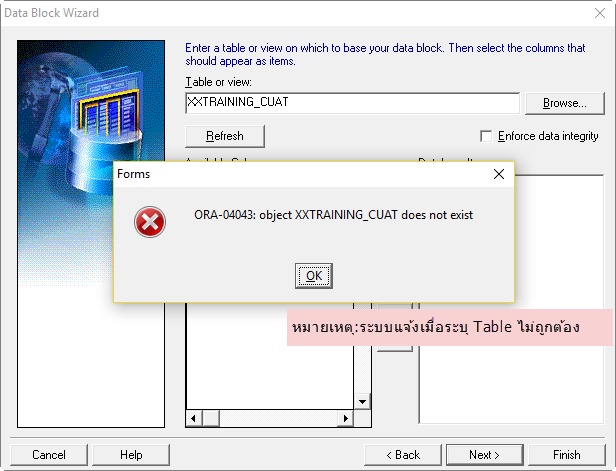 Data Block Wizard
Enter a table or view on which to base your data block. Then select the columns that
should appear as items.
Table or view:
XXTRAINING_CUAT
Browse...
Refresh
Enforce data integrity
Forms
ORA-04043: object XXTRAINING_CUAT does not exist
OK
หมายเหตุ:ระบบแจ้งเมื่อระบุ Table ไม่ถูกต้อง
Cancel
Help
< Back
Next >
Finish